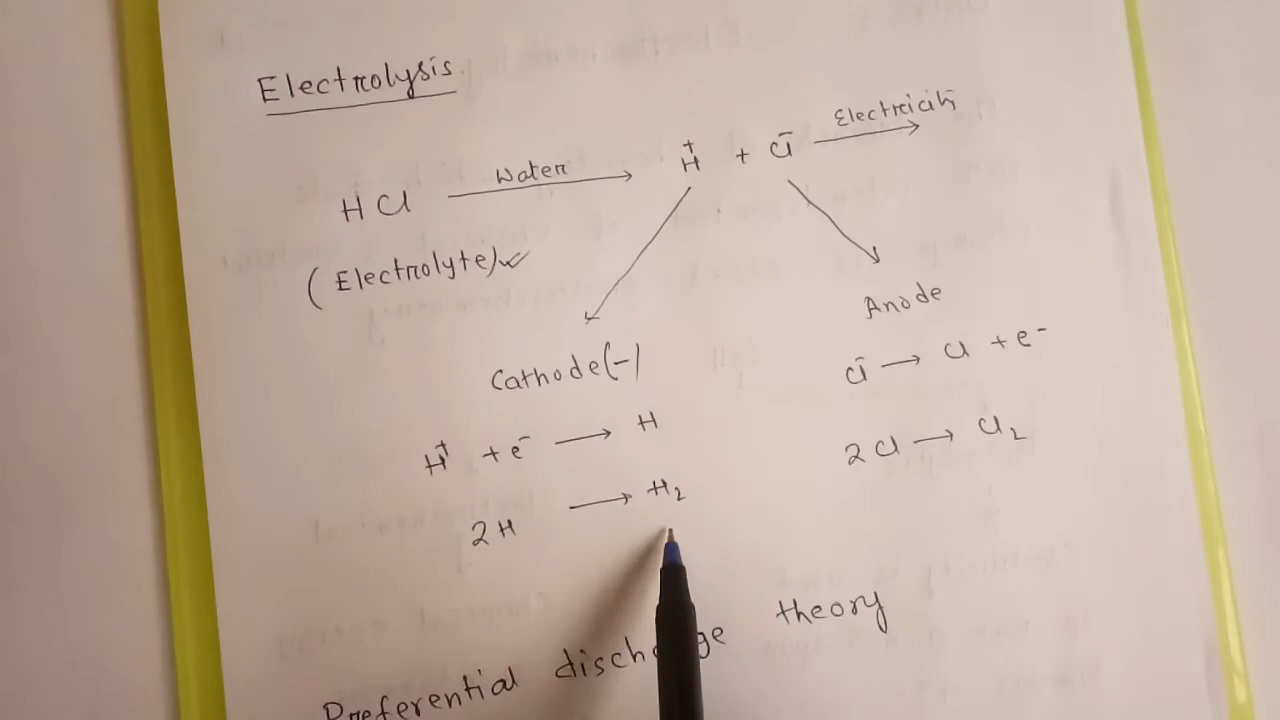 Electrolysis.
HCl —Water→ H⁺ + Cl⁻ —Electricity→
(Electrolyte)✓
Cathode(-)
Anode
H⁺ + e⁻ → H
Cl⁻ → Cl + e⁻
2H → H₂
2Cl → Cl₂
Preferential discharge theory